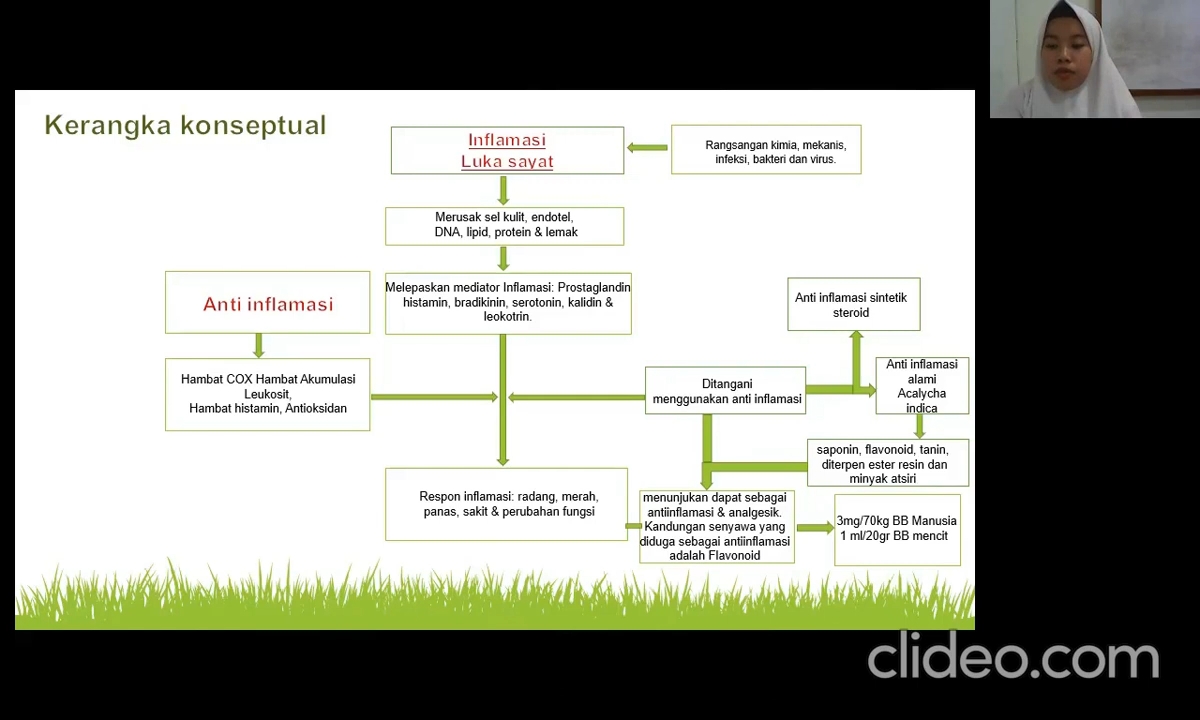 Kerangka konseptual
Inflamasi
Luka sayat
Rangsangan kimia, mekanis,
infeksi, bakteri dan virus.
Merusak sel kulit, endotel,
DNA, lipid, protein & lemak
Anti inflamasi
Melepaskan mediator Inflamasi: Prostaglandin
histamin, bradikinin, serotonin, kalidin &
leokotrin.
Anti inflamasi sintetik
steroid
Hambat COX Hambat Akumulasi
Leukosit,
Hambat histamin, Antioksidan
Ditangani
menggunakan anti inflamasi
Anti inflamasi
alami
Acalycha
indica
saponin, flavonoid, tanin,
diterpen ester resin dan
minyak atsiri
Respon inflamasi: radang, merah,
panas, sakit & perubahan fungsi
menunjukan dapat sebagai
antiinflamasi & analgesik.
Kandungan senyawa yang
diduga sebagai antiinflamasi
adalah Flavonoid
3mg/70kg BB Manusia
1 ml/20gr BB mencit
clideo.com